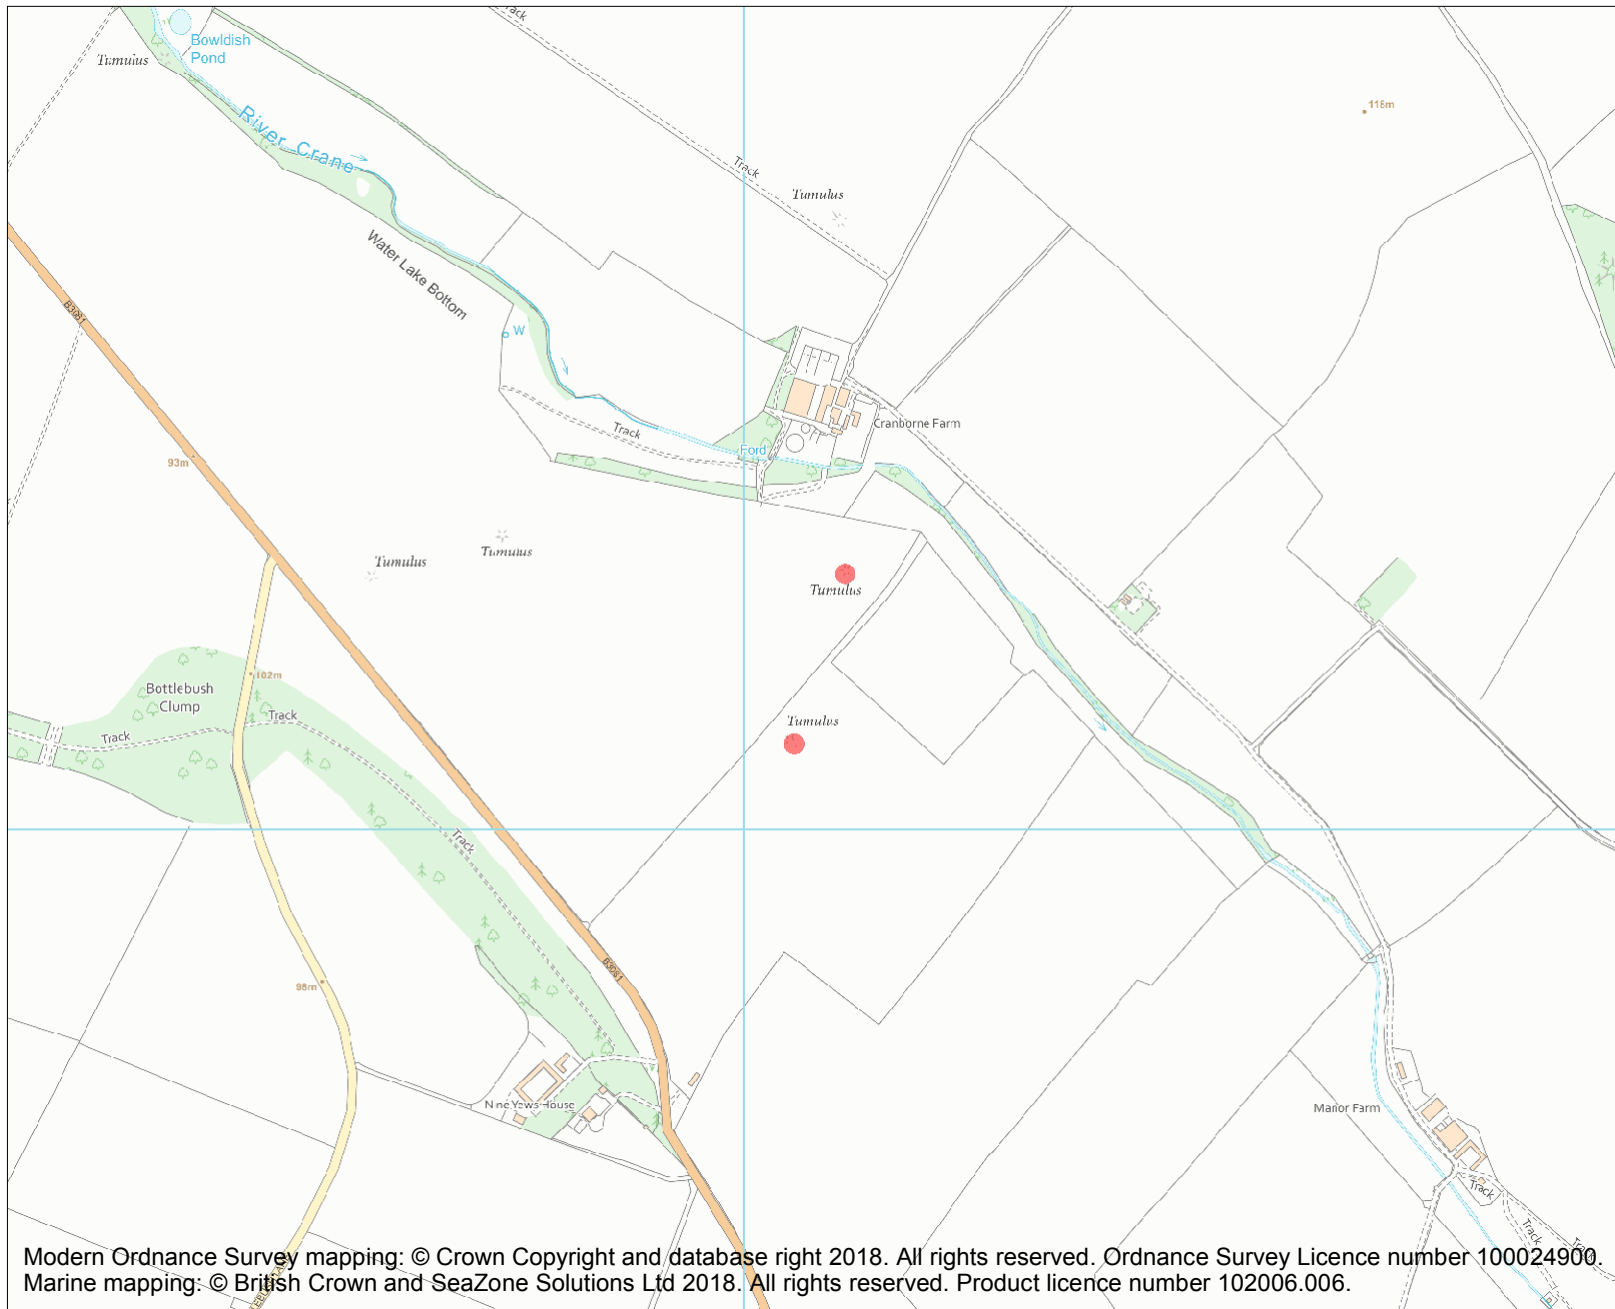 Track
Bowldish
Pond
Tumulus
River Crane
118m
Track
Tumulus
Water Lake Bottom
B3081
W
Track
Cranborne Farm
Ford
93m
Tumulus
Tumulus
Tumulus
102m
Bottlebush
Clump
Track
Track
Tumulus
Track
B3081
98m
Nine Yews House
Manor Farm
Track
Track
Track
Modern Ordnance Survey mapping: © Crown Copyright and database right 2018. All rights reserved. Ordnance Survey Licence number 100024900.
Marine mapping: © British Crown and SeaZone Solutions Ltd 2018. All rights reserved. Product licence number 102006.006.